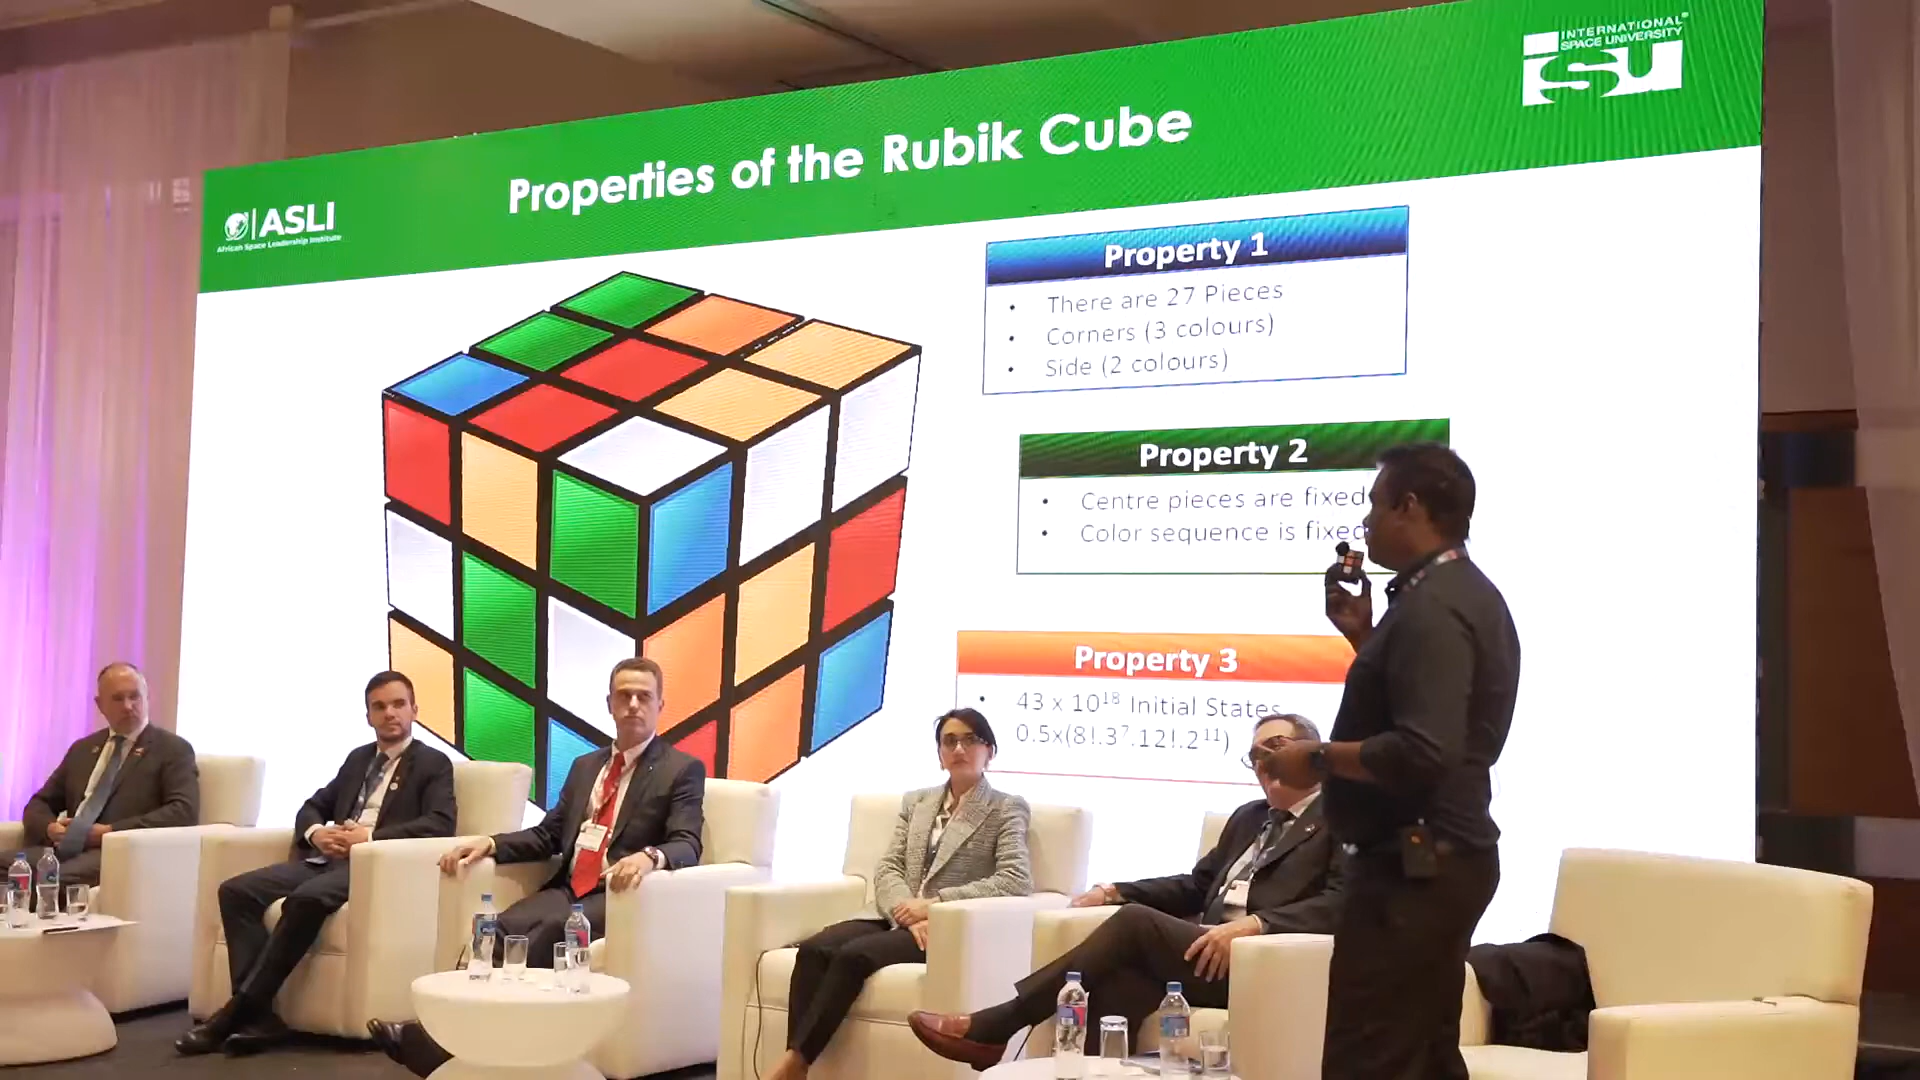 INTERNATIONAL
SPACE UNIVERSITY
isu
Properties of the Rubik Cube
ASLI
African Space Leadership Institute
Property 1
• There are 27 Pieces
• Corners (3 colours)
• Side (2 colours)
Property 2
• Centre pieces are fixed
• Color sequence is fixed
Property 3
• 43 x 10¹⁸ Initial States
0.5x(8!.3⁷.12!.2¹¹)